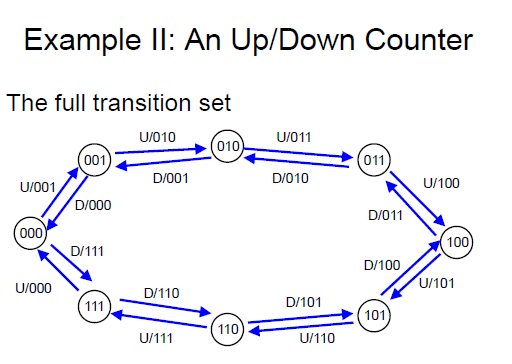 Example II: An Up/Down Counter
The full transition set
U/010
U/011
001
010
011
D/001
D/010
U/001
U/100
D/000
D/011
000
100
D/111
D/100
U/000
U/101
D/110
D/101
111
110
101
U/111
U/110